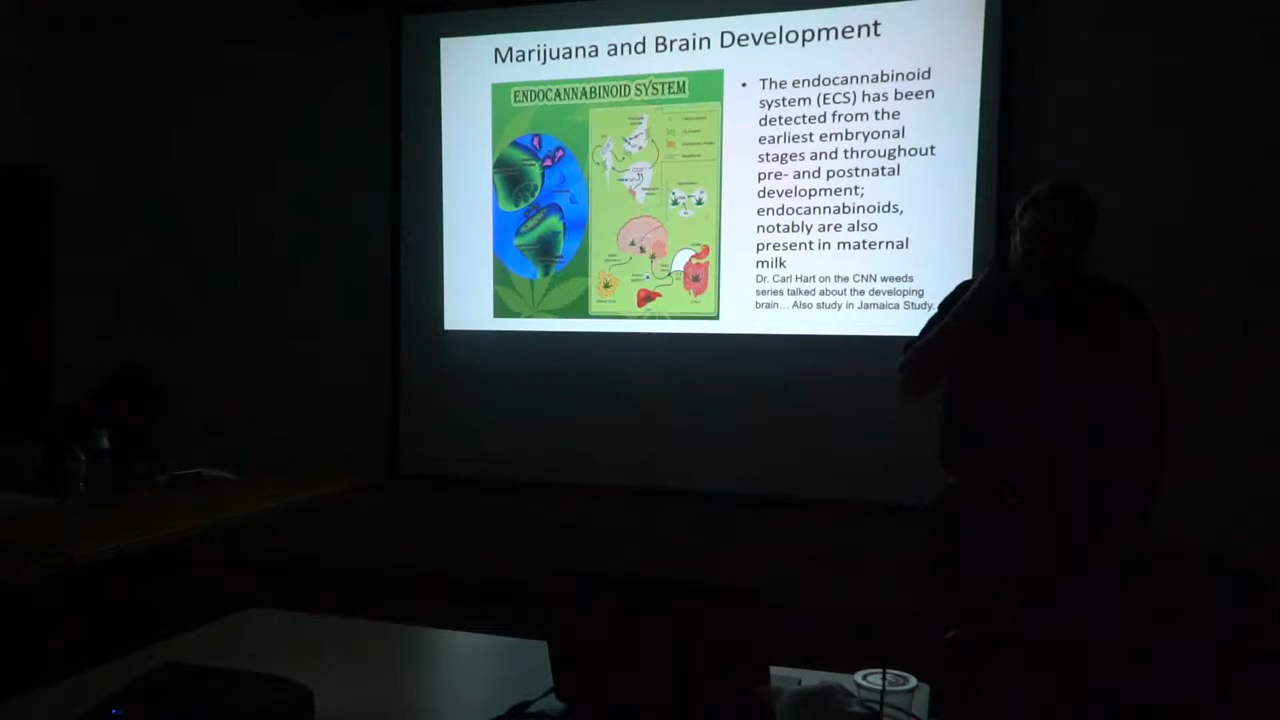 Marijuana and Brain Development
ENDOCANNABINOID SYSTEM
• The endocannabinoid
system (ECS) has been
detected from the
earliest embryonal
stages and throughout
pre- and postnatal
development;
endocannabinoids,
notably are also
present in maternal
milk
Dr. Carl Hart on the CNN weeds
series talked about the developing
brain... Also study in Jamaica Study.